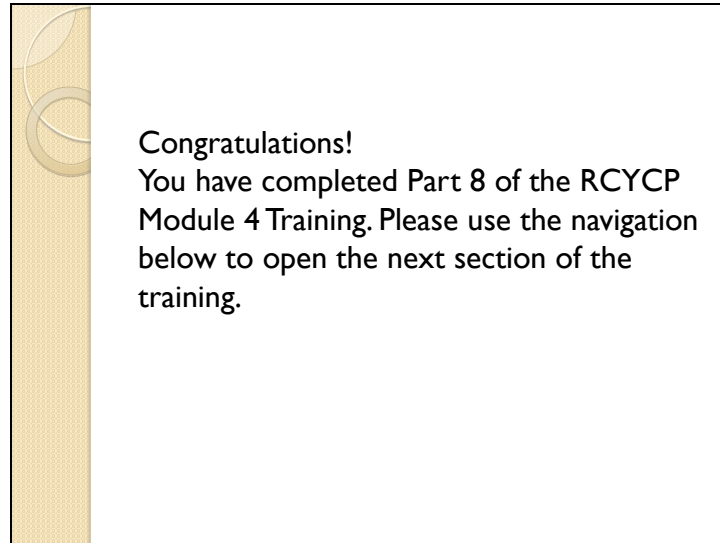 Congratulations!
You have completed Part 8 of the RCYCP
Module 4 Training. Please use the navigation
below to open the next section of the
training.